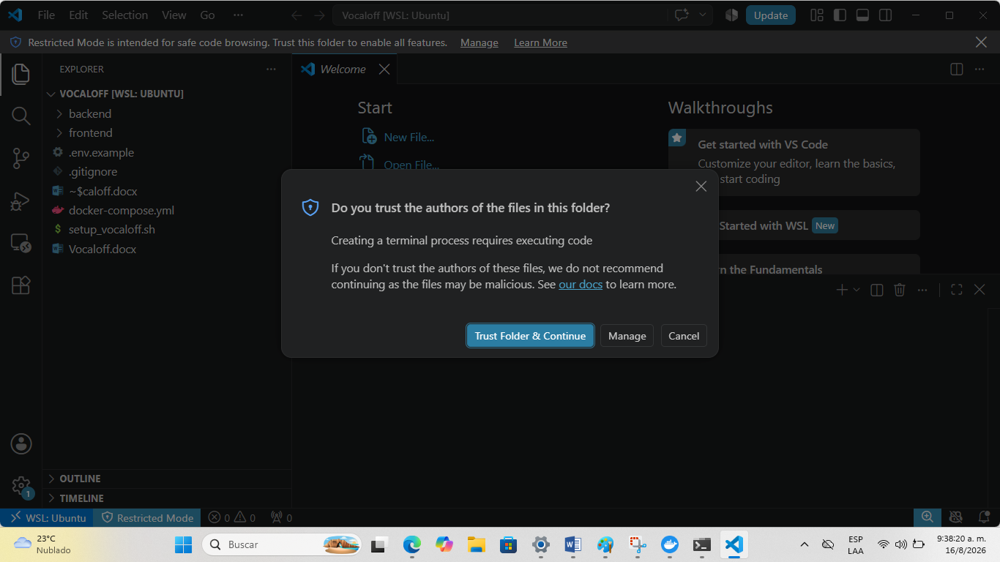 File Edit Selection View Go ···
Vocaloff [WSL: Ubuntu]
Update
Restricted Mode is intended for safe code browsing. Trust this folder to enable all features. Manage Learn More
EXPLORER
Welcome
VOCALOFF [WSL: UBUNTU]
backend
frontend
.env.example
.gitignore
~$caloff.docx
docker-compose.yml
$ setup_vocaloff.sh
Vocaloff.docx
Start
New File...
Open File...
Walkthroughs
Get started with VS Code
Customize your editor, learn the basics,
start coding
Started with WSL New
the Fundamentals
Do you trust the authors of the files in this folder?
Creating a terminal process requires executing code
If you don't trust the authors of these files, we do not recommend
continuing as the files may be malicious. See our docs to learn more.
Trust Folder & Continue Manage Cancel
OUTLINE
TIMELINE
1
WSL: Ubuntu Restricted Mode 0 0 0
23°C
Nublado
Buscar
ESP
LAA
9:38:20 a. m.
16/8/2026